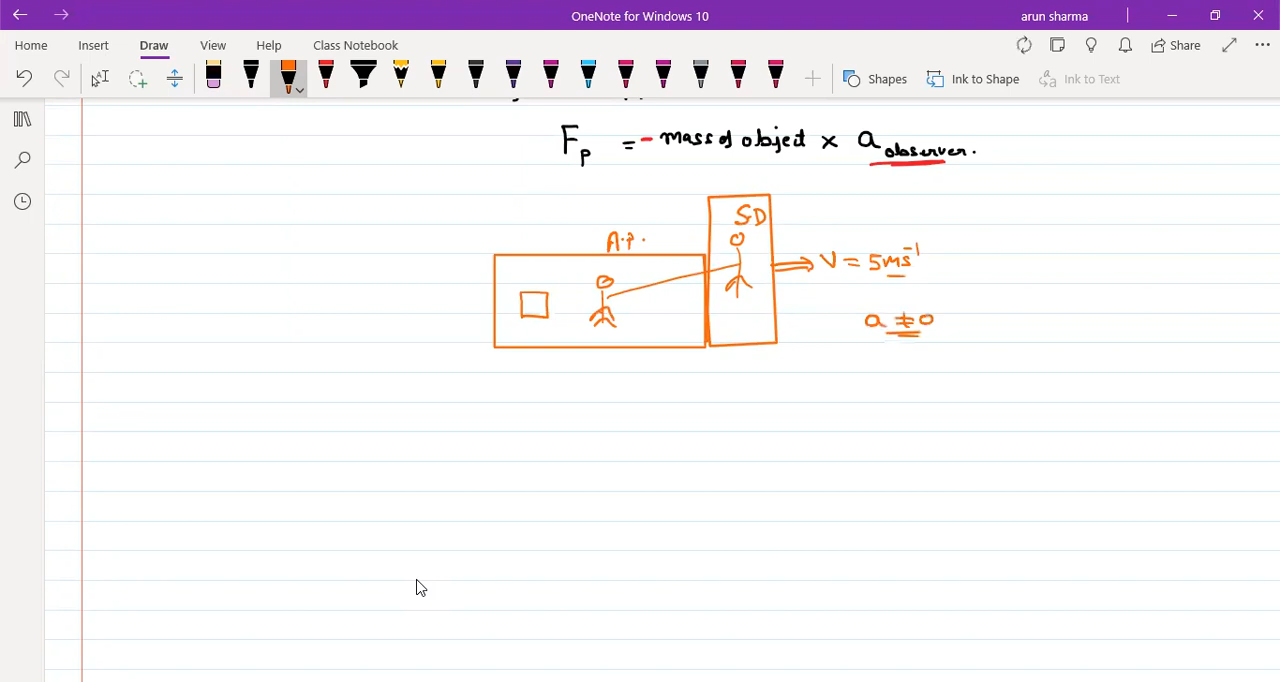 OneNote for Windows 10
arun sharma
Home Insert Draw View Help Class Notebook
Share
Shapes Ink to Shape Ink to Text
Fp = - mass of object × a observer.
SD
A.P.
V = 5ms⁻¹
a ≠ 0